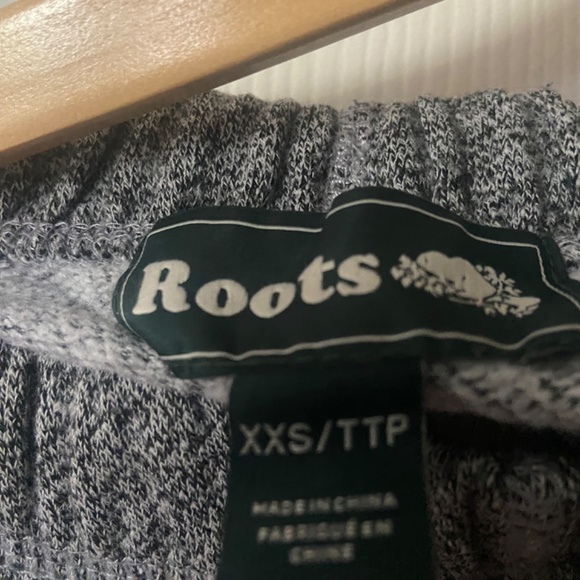 Roots
XXS/TTP
MADE IN CHINA
FABRIQUÉ EN
CHINE